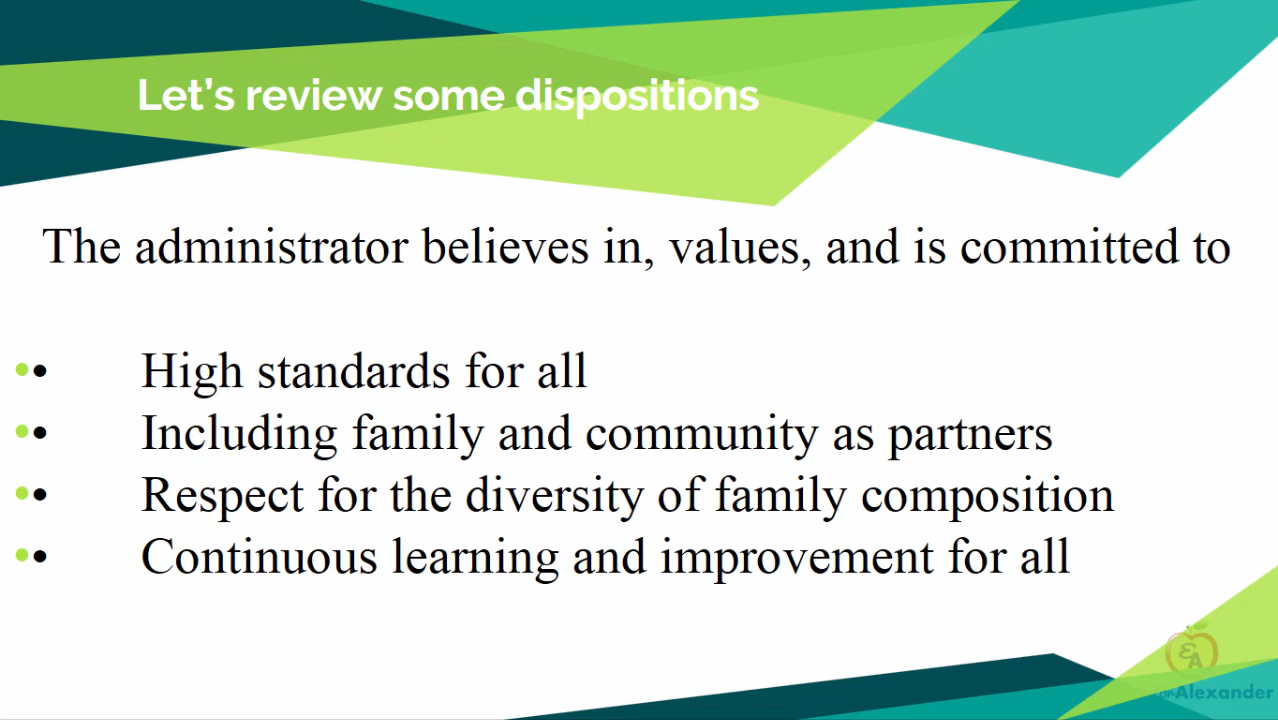 Let's review some dispositions
The administrator believes in, values, and is committed to
•• High standards for all
•• Including family and community as partners
•• Respect for the diversity of family composition
•• Continuous learning and improvement for all
EA
Alexander